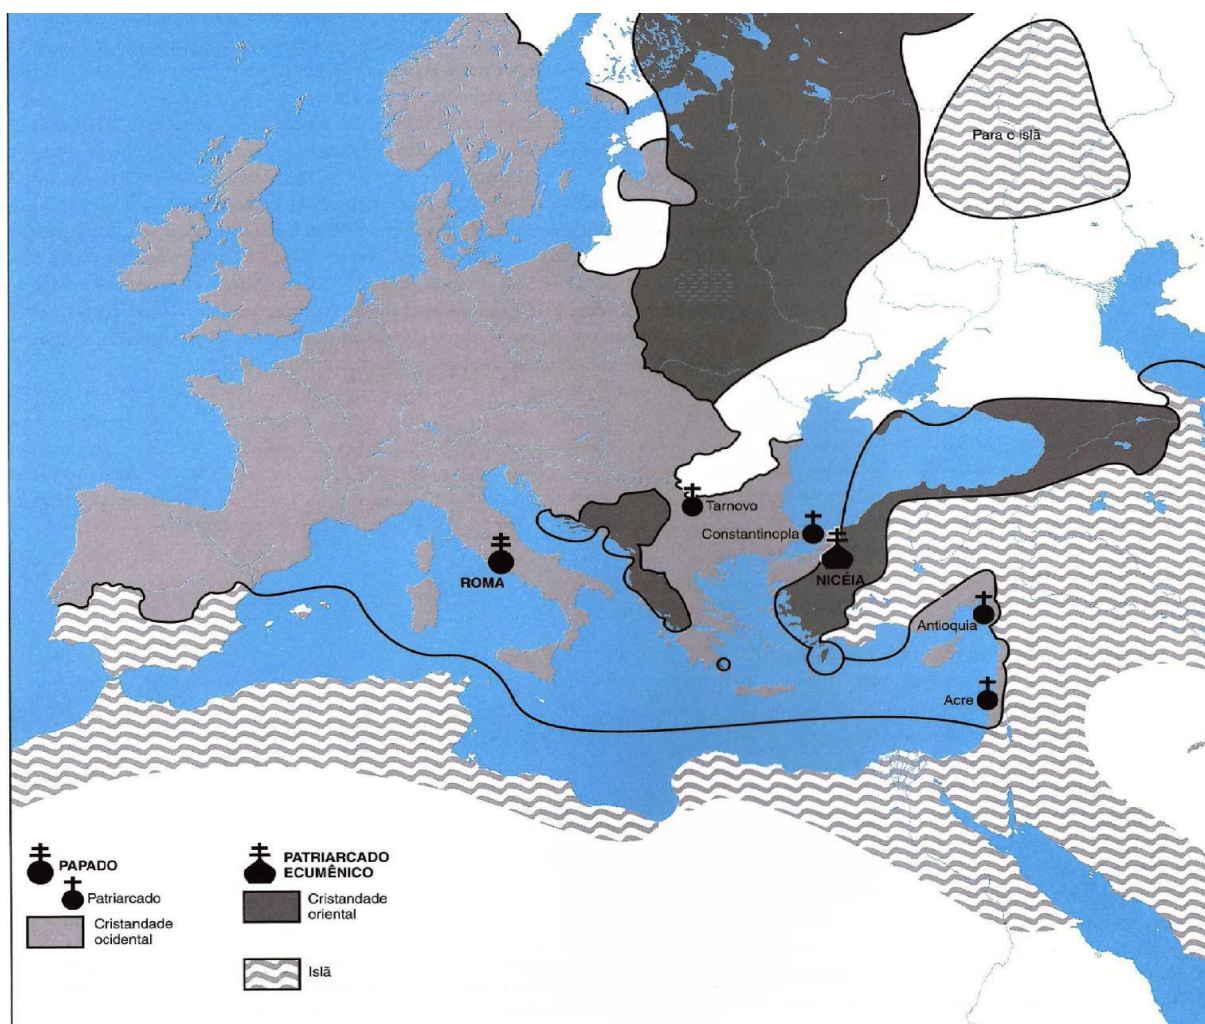 Para o islã
Tarnovo
Constantinopla
ROMA
NICÉIA
Antioquia
Acre
PAPADO
Patriarcado
Cristandade
ocidental
PATRIARCADO
ECUMÊNICO
Cristandade
oriental
Islã